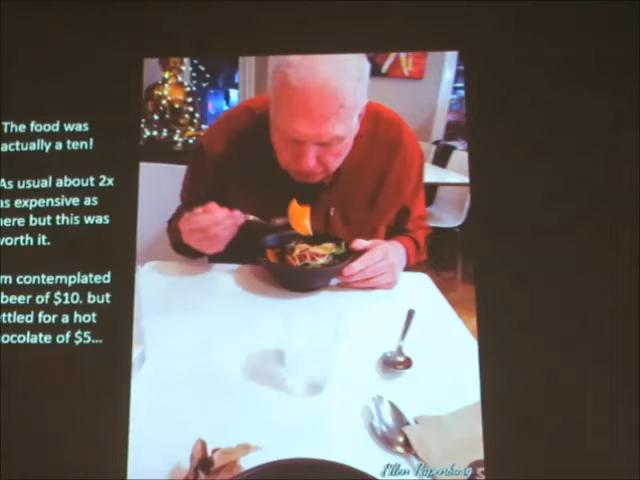 The food was
actually a ten!
As usual about 2x
as expensive as
here but this was
worth it.
m contemplated
beer of $10. but
ttled for a hot
ocolate of $5...
Ellen